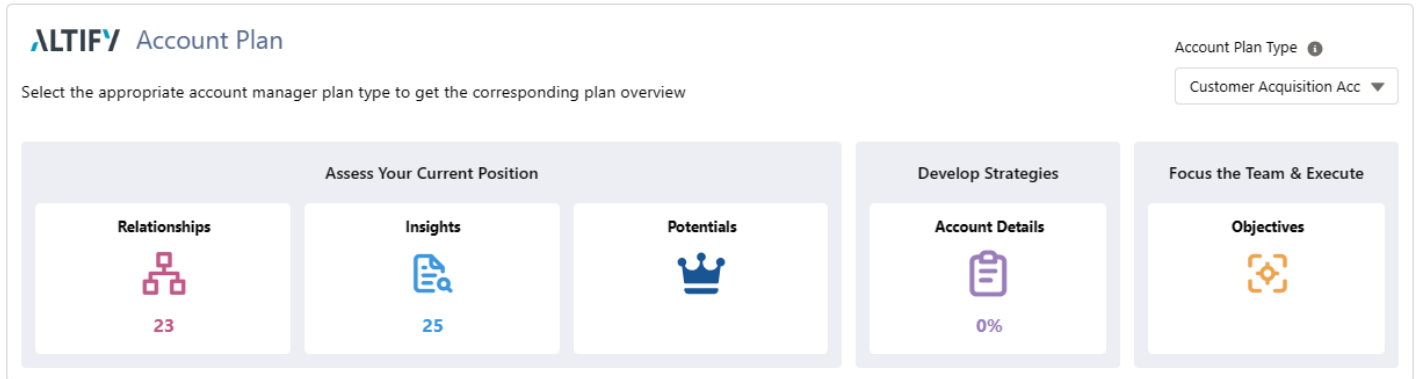 ALTIFY Account Plan
Account Plan Type
Select the appropriate account manager plan type to get the corresponding plan overview
Customer Acquisition Acc
Assess Your Current Position
Develop Strategies
Focus the Team & Execute
Relationships
Insights
Potentials
Account Details
Objectives
23
25
0%